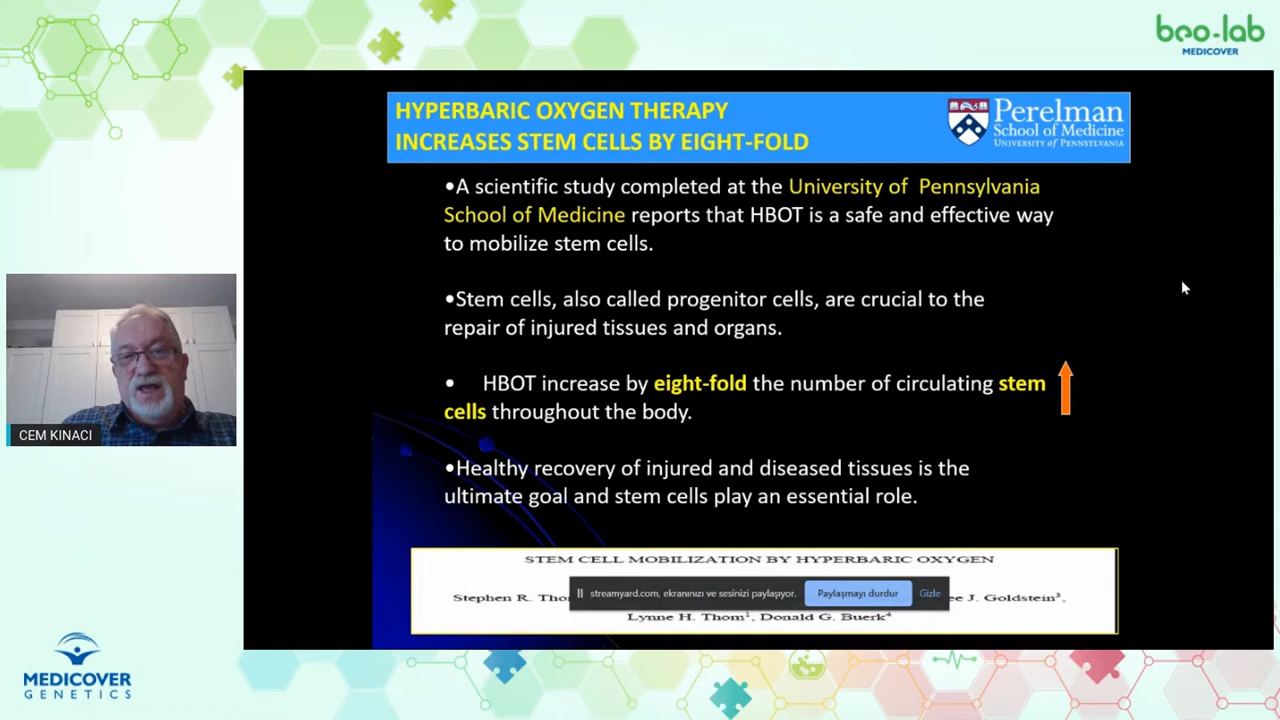 beo-lab
MEDICOVER
HYPERBARIC OXYGEN THERAPY
INCREASES STEM CELLS BY EIGHT-FOLD
Perelman
School of Medicine
UNIVERSITY of PENNSYLVANIA
•A scientific study completed at the University of Pennsylvania
School of Medicine reports that HBOT is a safe and effective way
to mobilize stem cells.
•Stem cells, also called progenitor cells, are crucial to the
repair of injured tissues and organs.
• HBOT increase by eight-fold the number of circulating stem
cells throughout the body.
•Healthy recovery of injured and diseased tissues is the
ultimate goal and stem cells play an essential role.
STEM CELL MOBILIZATION BY HYPERBARIC OXYGEN
Stephen R. J. Goldstein³,
Lynne H. Thom¹, Donald G. Buerk⁴
streamyard.com, ekranınızı ve sesinizi paylaşıyor.
Paylaşmayı durdur
Gizle
CEM KINACI
MEDICOVER
GENETICS